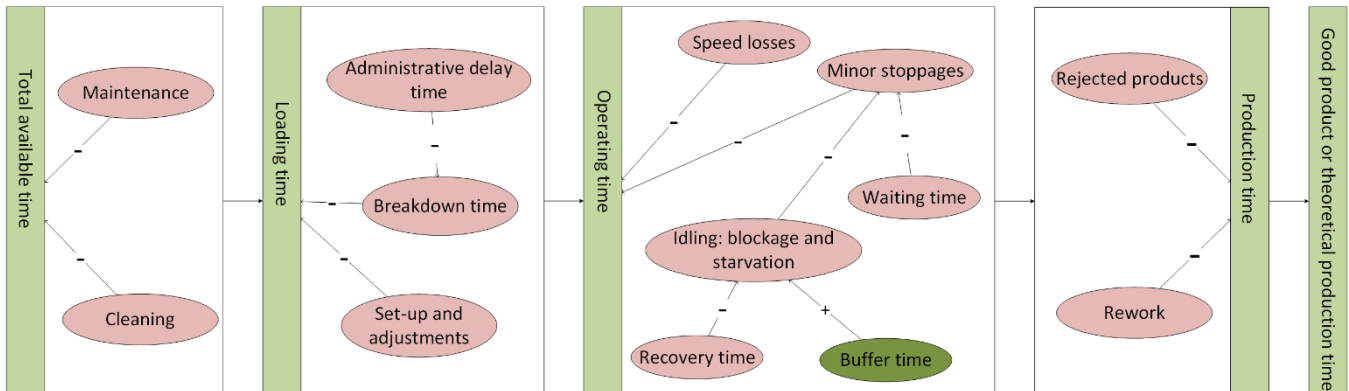 Total available
time
Maintenance
-
-
Cleaning
Loading time
Administrative delay
time
-
Breakdown time
-
-
Set-up and
adjustments
Operating time
Speed losses
Minor stoppages
-
-
-
-
Waiting time
Idling: blockage and
starvation
-
+
Recovery time
Buffer time
Rejected products
-
-
Rework
Production time
Good product or theoretical production time